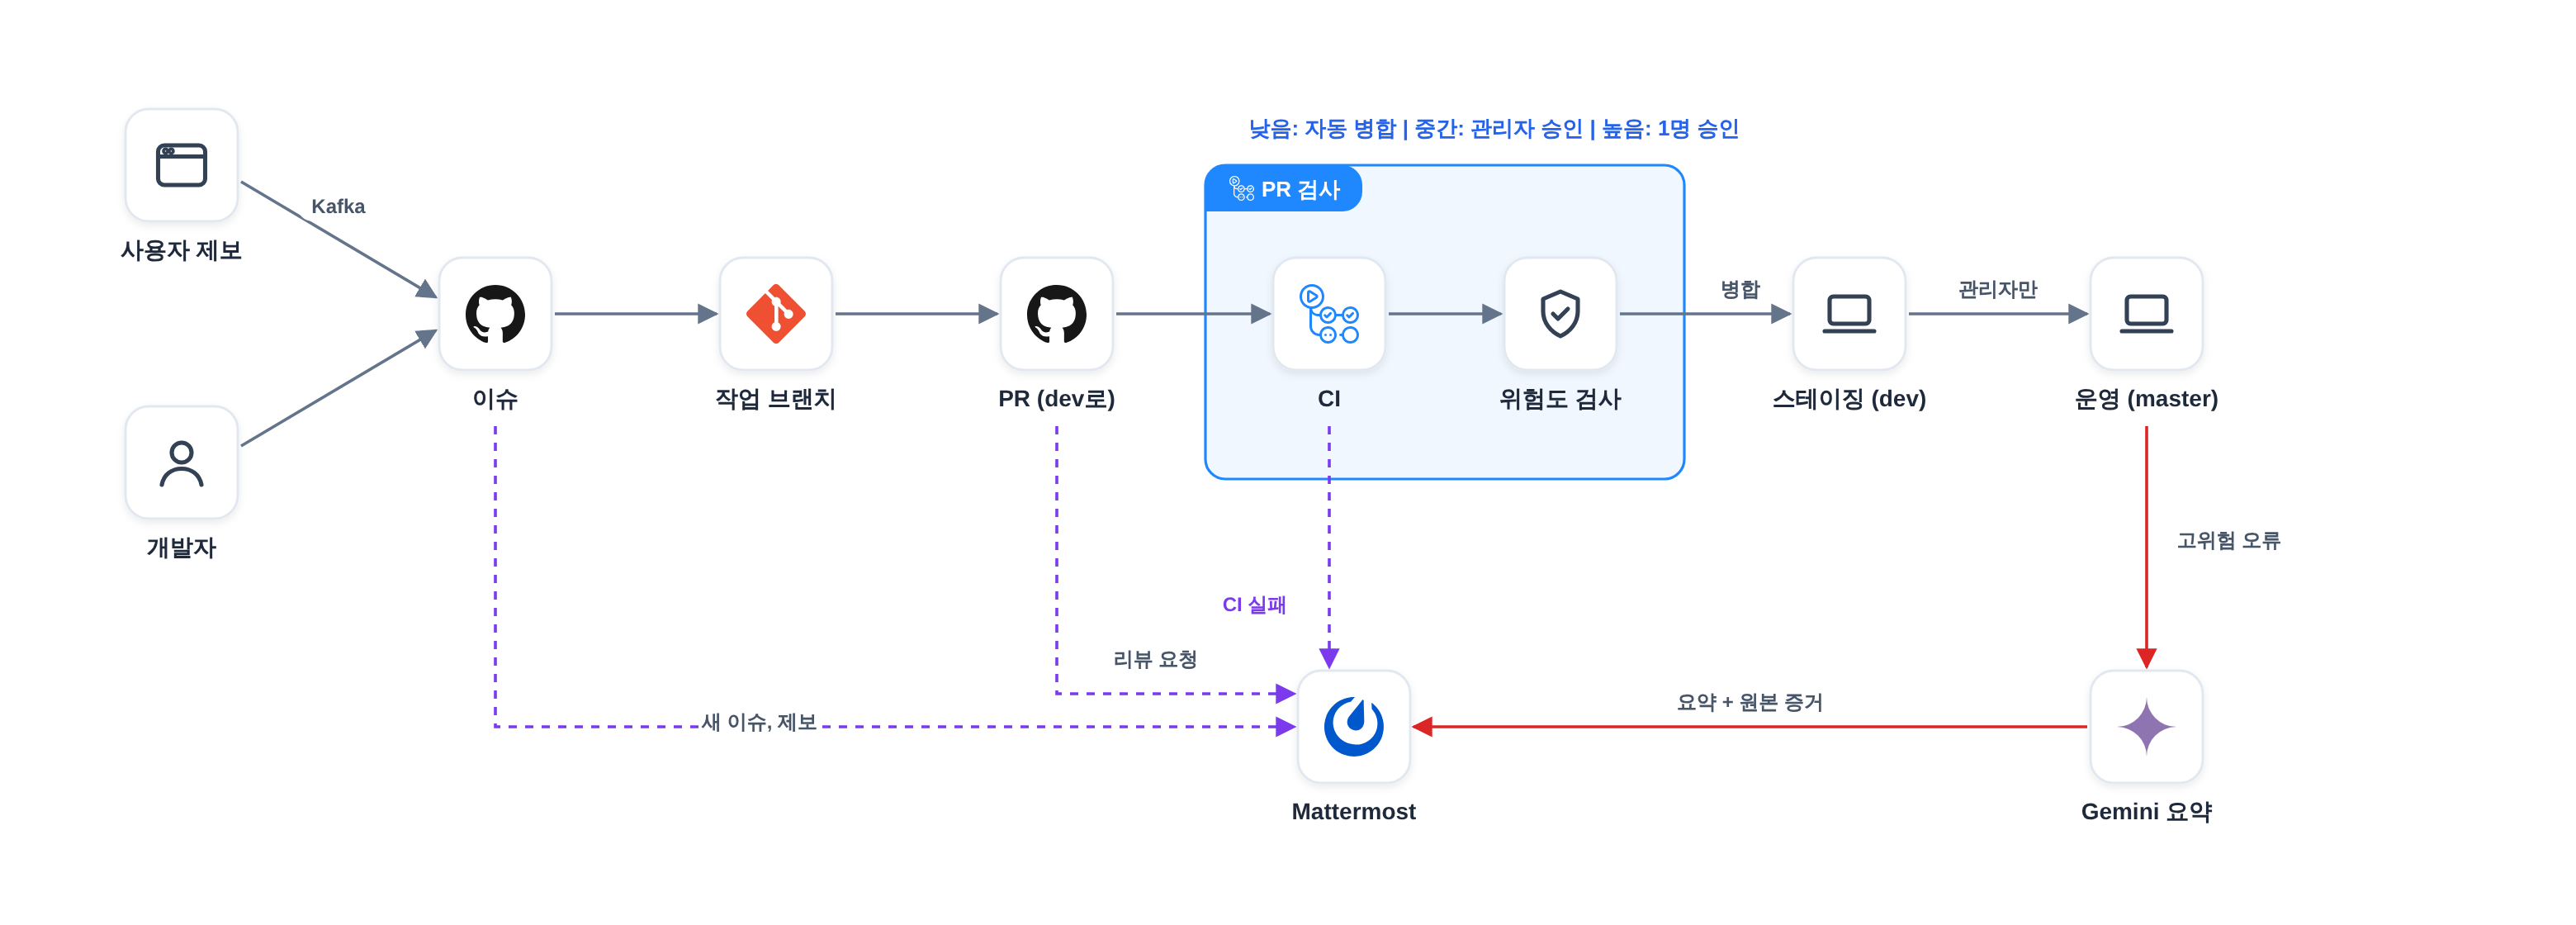 낮음: 자동 병합 | 중간: 관리자 승인 | 높음: 1명 승인
PR 검사
Kafka
사용자 제보
개발자
이슈
작업 브랜치
PR (dev로)
CI
위험도 검사
병합
스테이징 (dev)
관리자만
운영 (master)
고위험 오류
CI 실패
리뷰 요청
새 이슈, 제보
요약 + 원본 증거
Mattermost
Gemini 요약